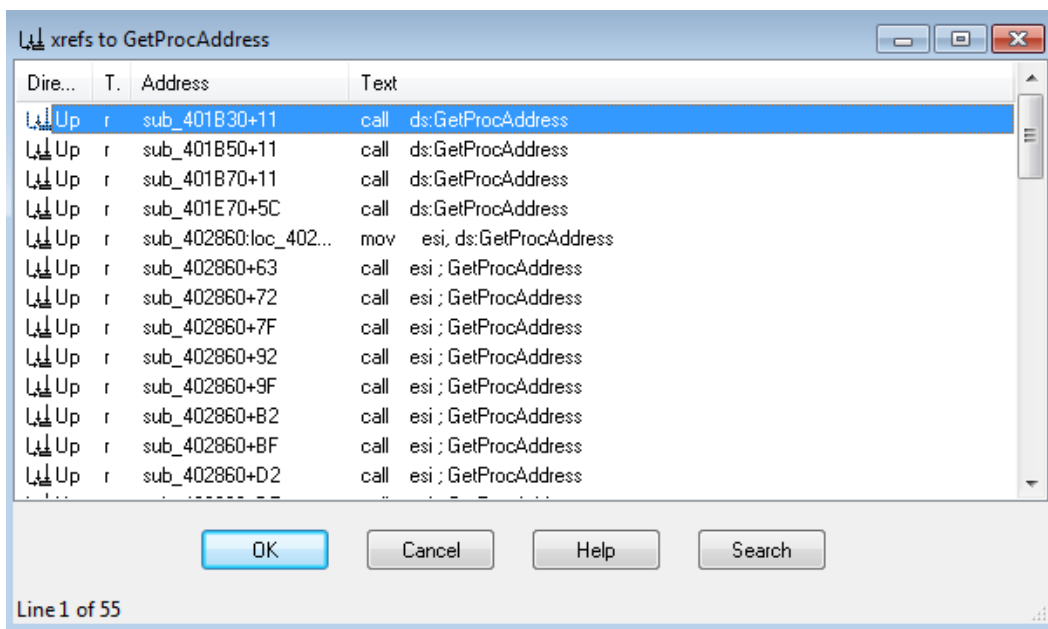 xrefs to GetProcAddress
Dire... T. Address Text
Up r sub_401B30+11 call ds:GetProcAddress
Up r sub_401B50+11 call ds:GetProcAddress
Up r sub_401B70+11 call ds:GetProcAddress
Up r sub_401E70+5C call ds:GetProcAddress
Up r sub_402860:loc_402... mov esi, ds:GetProcAddress
Up r sub_402860+63 call esi ; GetProcAddress
Up r sub_402860+72 call esi ; GetProcAddress
Up r sub_402860+7F call esi ; GetProcAddress
Up r sub_402860+92 call esi ; GetProcAddress
Up r sub_402860+9F call esi ; GetProcAddress
Up r sub_402860+B2 call esi ; GetProcAddress
Up r sub_402860+BF call esi ; GetProcAddress
Up r sub_402860+D2 call esi ; GetProcAddress
OK Cancel Help Search
Line 1 of 55